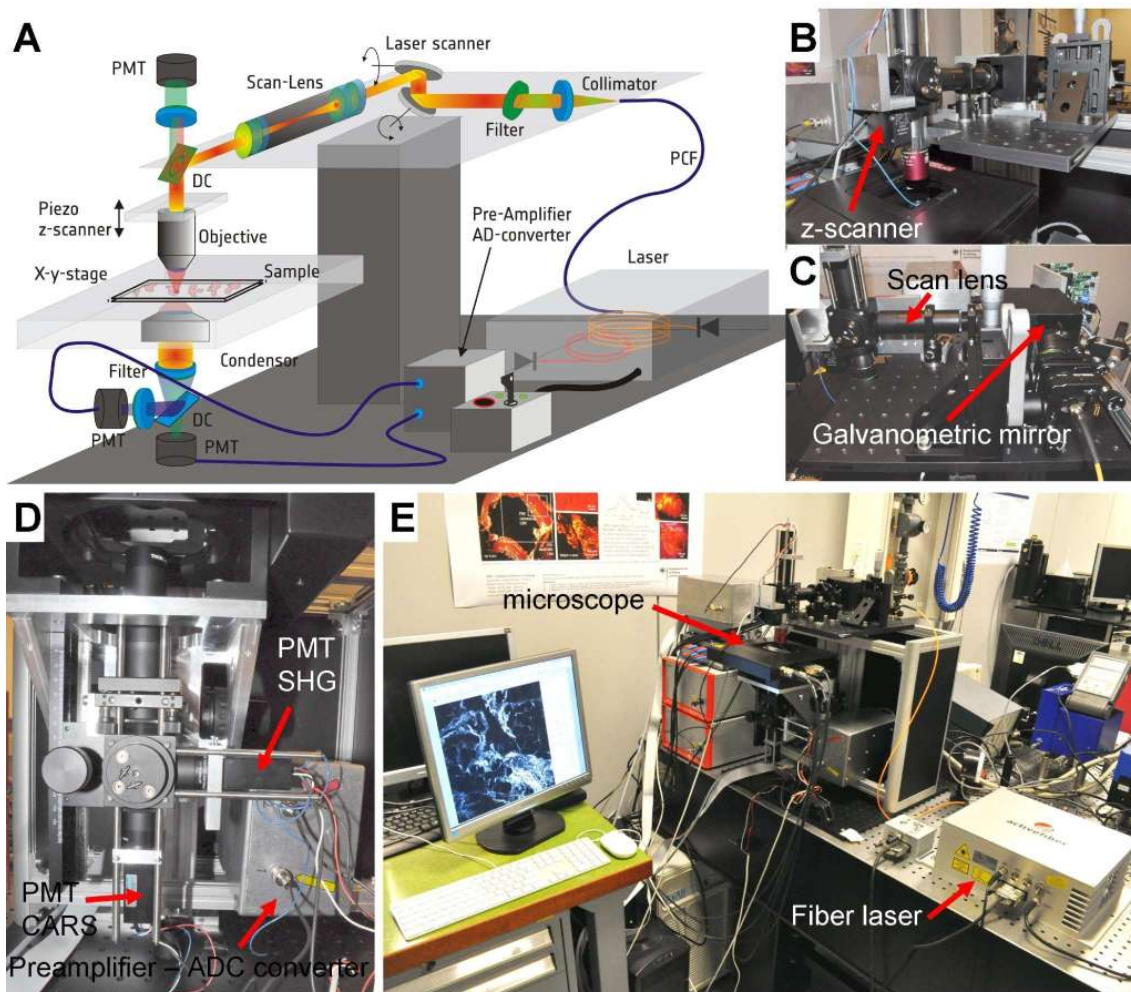 A
PMT
Laser scanner
Scan-Lens
Collimator
Filter
DC
PCF
Piezo
z-scanner
Objective
Pre-Amplifier
AD-converter
X-y-stage
Sample
Laser
Condensor
Filter
DC
PMT
PMT
B
z-scanner
C
Scan lens
Galvanometric mirror
D
PMT
SHG
PMT
CARS
Preamplifier – ADC converter
E
microscope
activefiber
Fiber laser